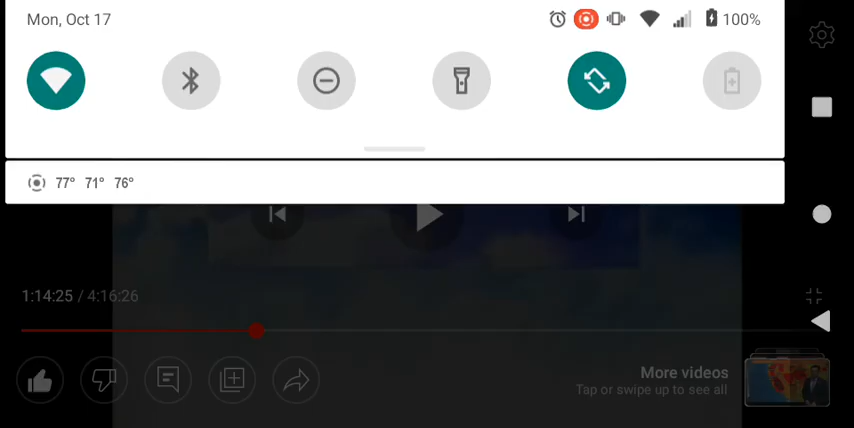 Mon, Oct 17
100%
77° 71° 76°
1:14:25 / 4:16:26
More videos
Tap or swipe up to see all